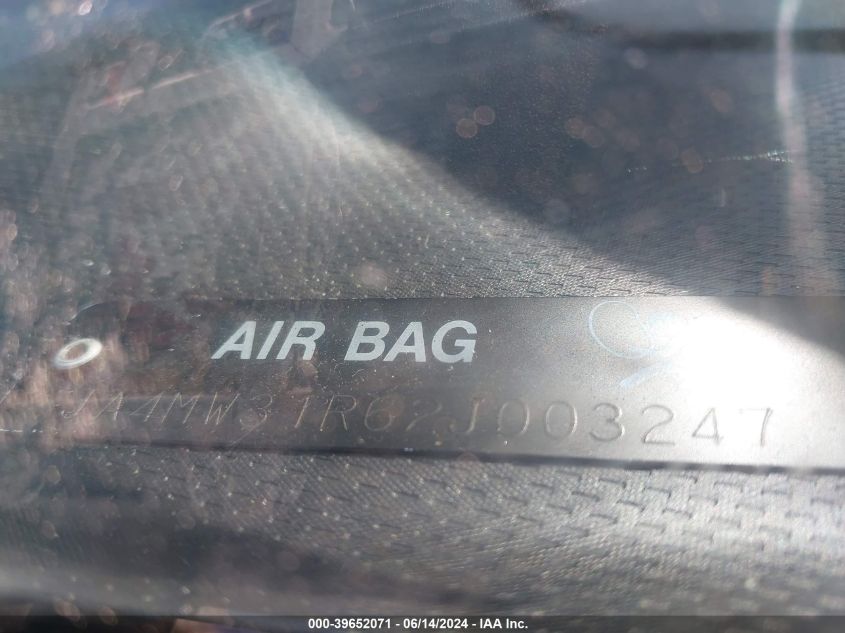 AIR BAG
JA4MW31R62J003247
000-39652071 - 06/14/2024 - IAA Inc.